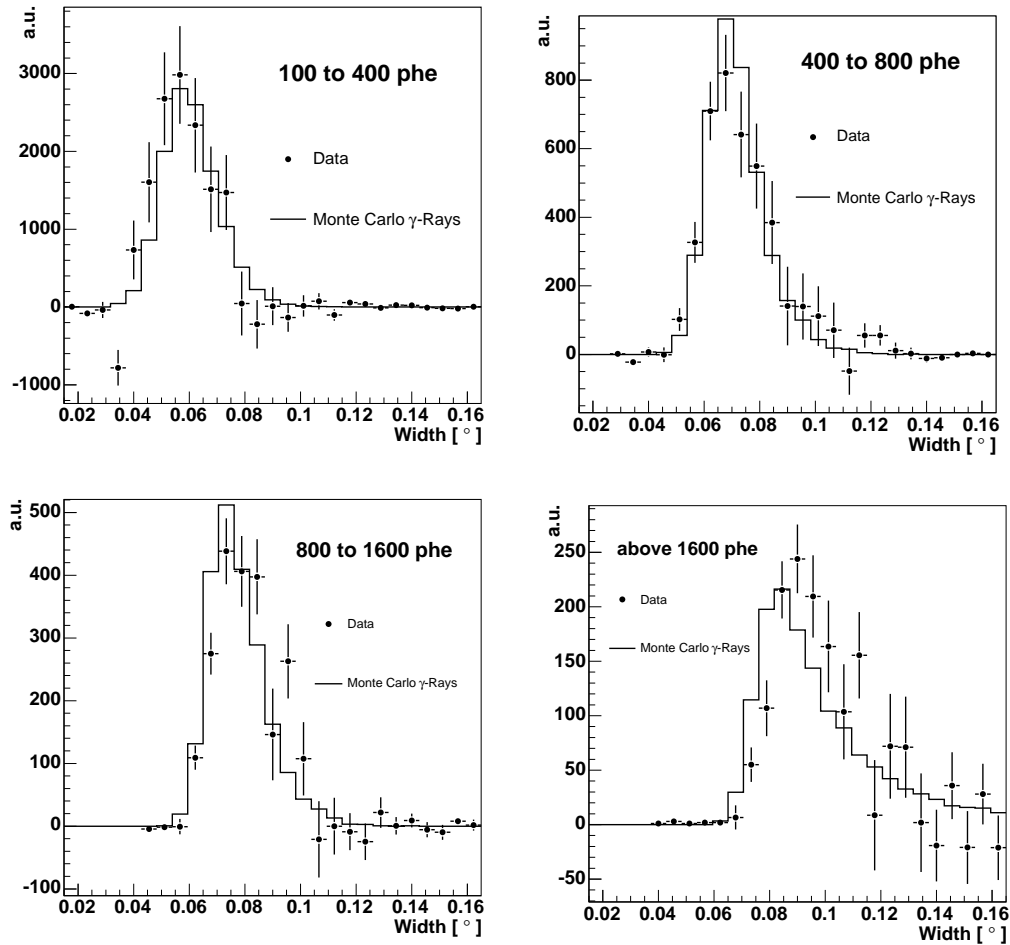 a.u.
3000
2000
1000
0
-1000
100 to 400 phe
Data
Monte Carlo γ-Rays
0.02 0.04 0.06 0.08 0.1 0.12 0.14 0.16
Width [ ° ]
a.u.
800
600
400
200
0
400 to 800 phe
Data
Monte Carlo γ-Rays
0.02 0.04 0.06 0.08 0.1 0.12 0.14 0.16
Width [ ° ]
a.u.
500
400
300
200
100
0
-100
800 to 1600 phe
Data
Monte Carlo γ-Rays
0.02 0.04 0.06 0.08 0.1 0.12 0.14 0.16
Width [ ° ]
a.u.
250
200
150
100
50
0
-50
above 1600 phe
Data
Monte Carlo γ-Rays
0.02 0.04 0.06 0.08 0.1 0.12 0.14 0.16
Width [ ° ]